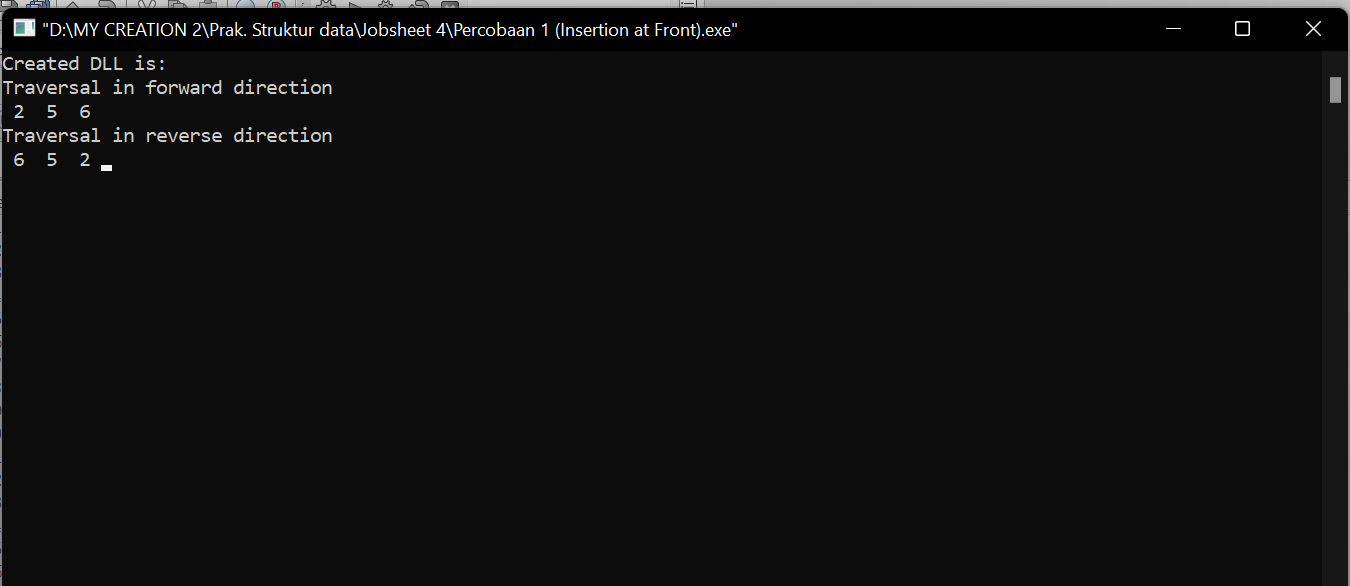 "D:\MY CREATION 2\Prak. Struktur data\Jobsheet 4\Percobaan 1 (Insertion at Front).exe"
Created DLL is:
Traversal in forward direction
 2  5  6
Traversal in reverse direction
 6  5  2